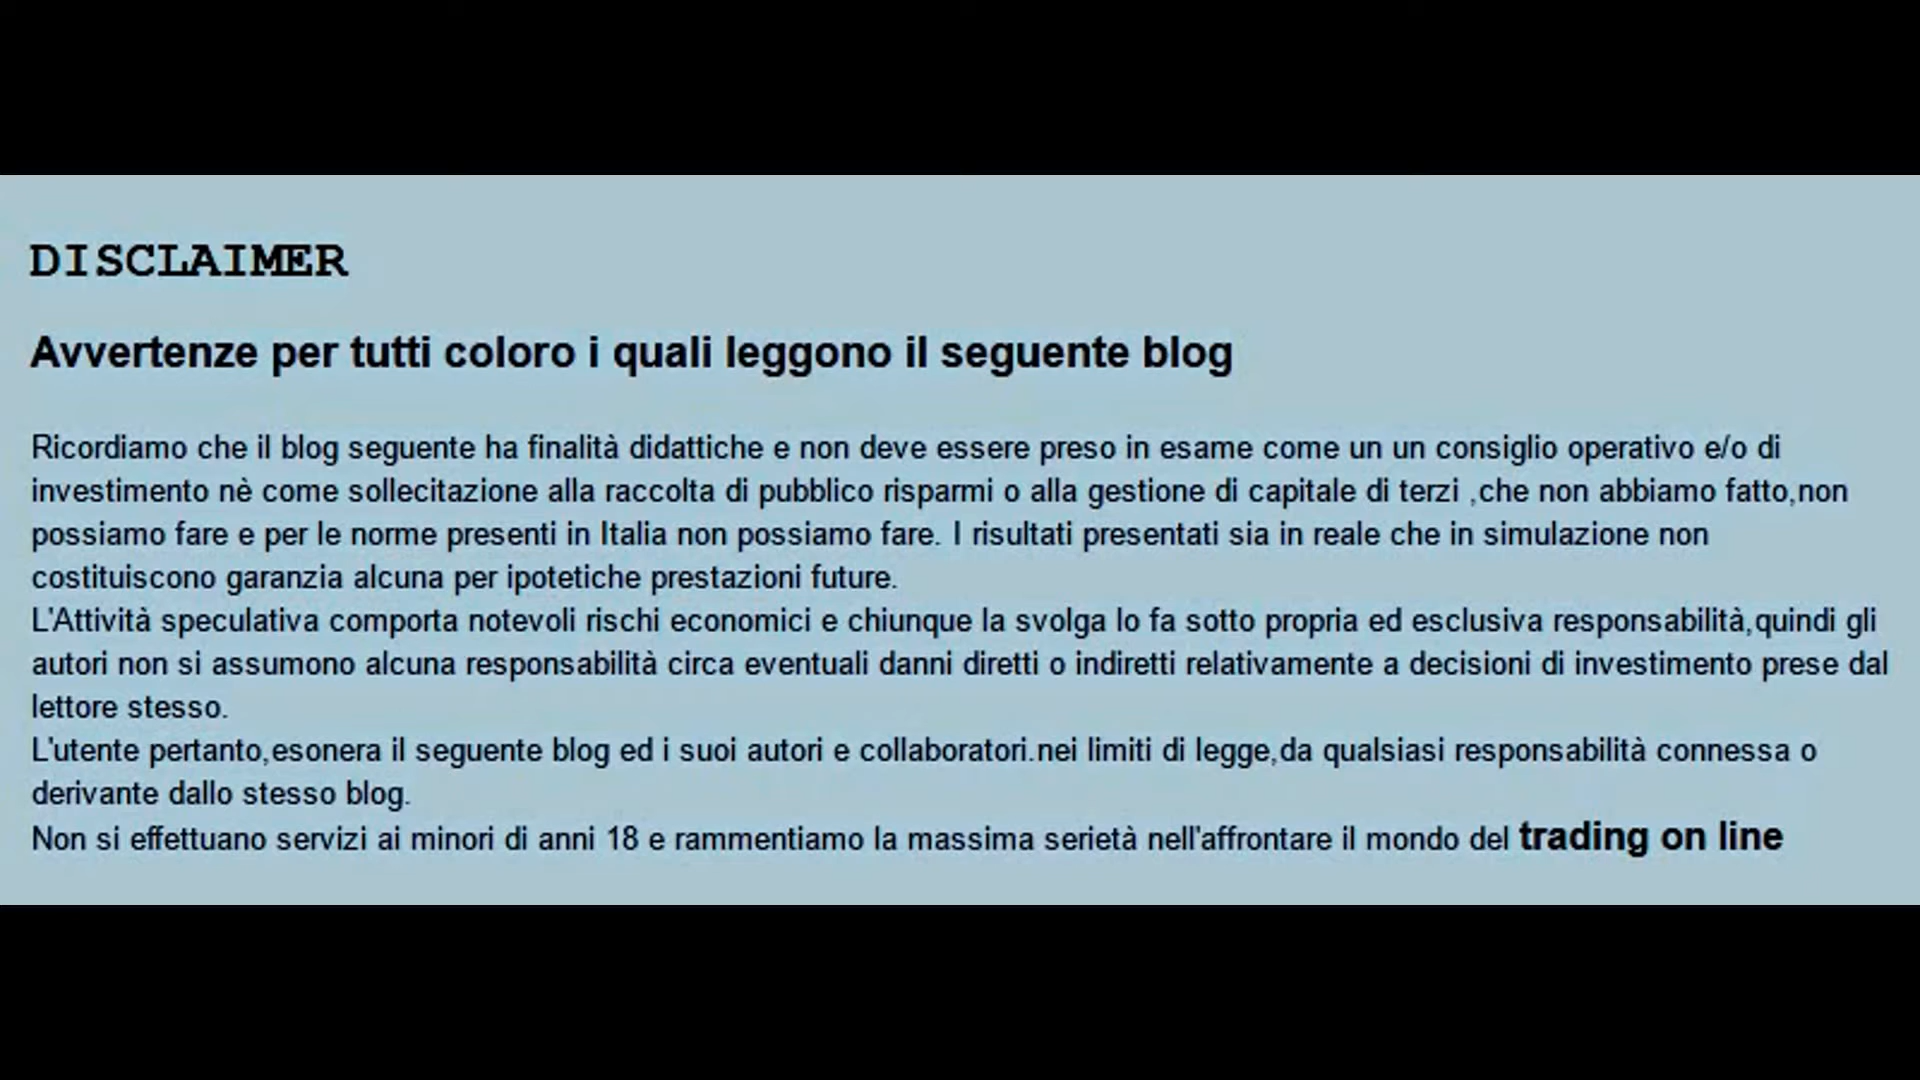 DISCLAIMER
Avvertenze per tutti coloro i quali leggono il seguente blog
Ricordiamo che il blog seguente ha finalità didattiche e non deve essere preso in esame come un un consiglio operativo e/o di
investimento nè come sollecitazione alla raccolta di pubblico risparmi o alla gestione di capitale di terzi ,che non abbiamo fatto,non
possiamo fare e per le norme presenti in Italia non possiamo fare. I risultati presentati sia in reale che in simulazione non
costituiscono garanzia alcuna per ipotetiche prestazioni future.
L'Attività speculativa comporta notevoli rischi economici e chiunque la svolga lo fa sotto propria ed esclusiva responsabilità,quindi gli
autori non si assumono alcuna responsabilità circa eventuali danni diretti o indiretti relativamente a decisioni di investimento prese dal
lettore stesso.
L'utente pertanto,esonera il seguente blog ed i suoi autori e collaboratori.nei limiti di legge,da qualsiasi responsabilità connessa o
derivante dallo stesso blog.
Non si effettuano servizi ai minori di anni 18 e rammentiamo la massima serietà nell'affrontare il mondo del trading on line